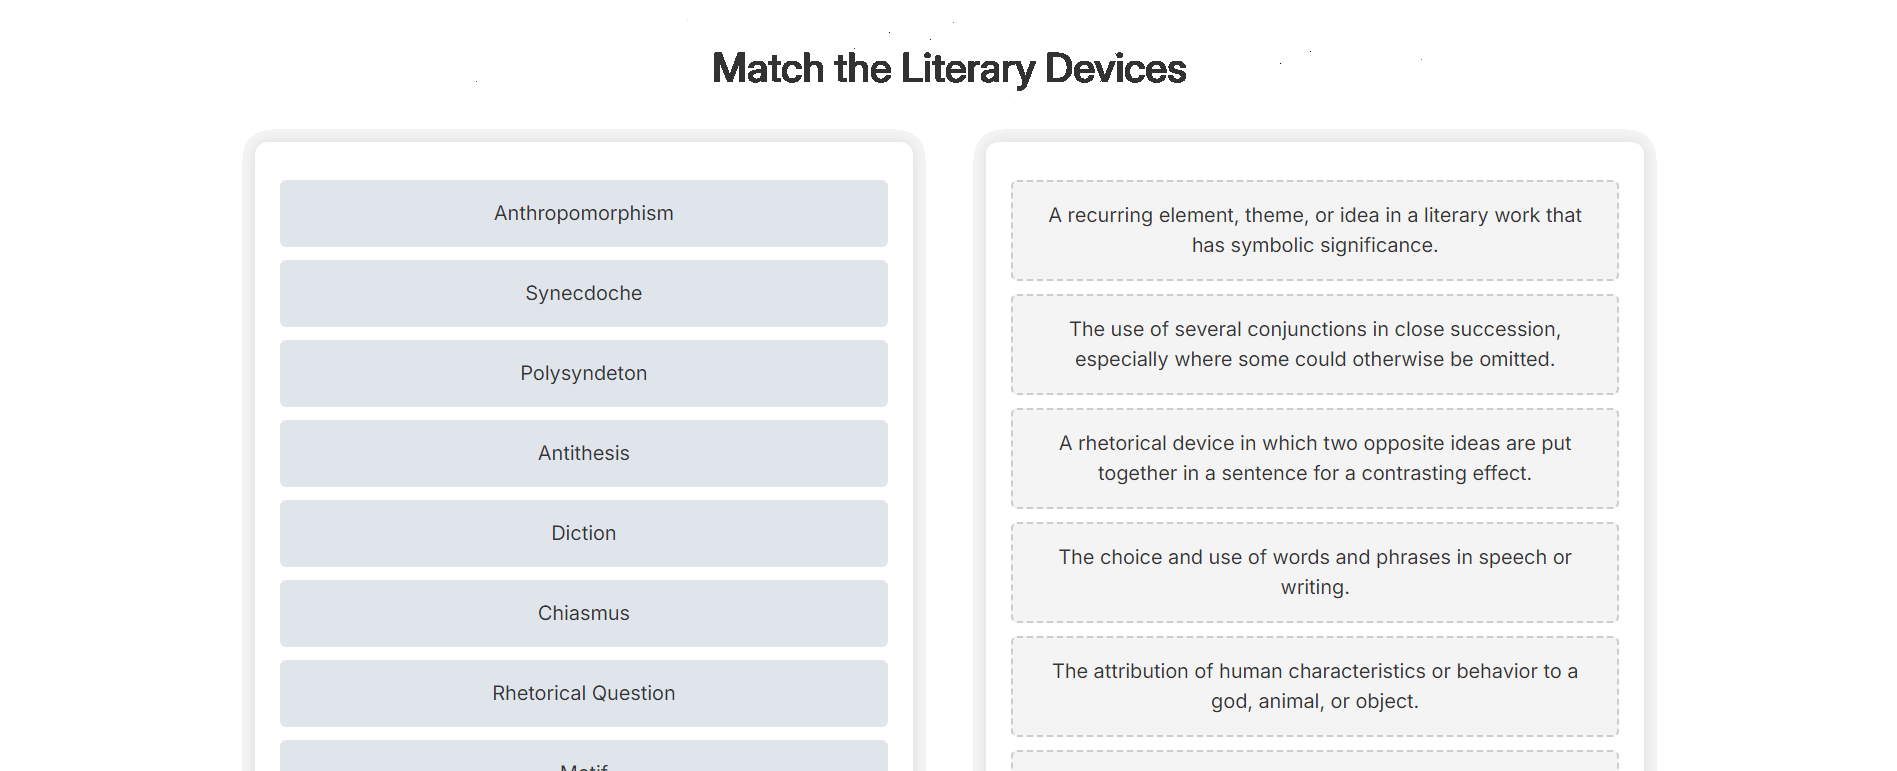 Match the Literary Devices
Anthropomorphism
Synecdoche
Polysyndeton
Antithesis
Diction
Chiasmus
Rhetorical Question
Motif
A recurring element, theme, or idea in a literary work that
has symbolic significance.
The use of several conjunctions in close succession,
especially where some could otherwise be omitted.
A rhetorical device in which two opposite ideas are put
together in a sentence for a contrasting effect.
The choice and use of words and phrases in speech or
writing.
The attribution of human characteristics or behavior to a
god, animal, or object.